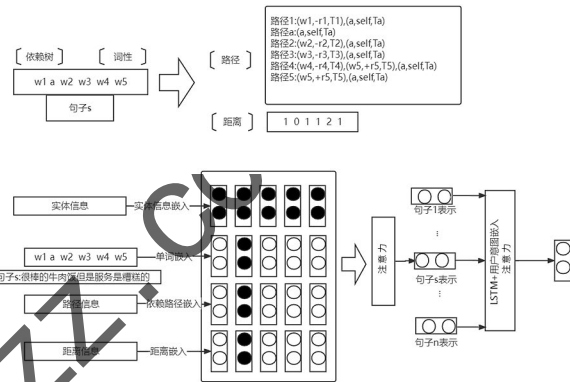 依赖树 词性
w1 a w2 w3 w4 w5
句子s
路径
路径1:(w1,-r1,T1),(a,self,Ta)
路径a:(a,self,Ta)
路径2:(w2,-r2,T2),(a,self,Ta)
路径3:(w3,-r3,T3),(a,self,Ta)
路径4:(w4,-r4,T4),(w5,+r5,T5),(a,self,Ta)
路径5:(w5,+r5,T5),(a,self,Ta)
距离
1 0 1 1 2 1
实体信息
实体信息嵌入
w1 a w2 w3 w4 w5
单词嵌入
句子s:很棒的牛肉饭但是服务是糟糕的
路径信息
依赖路径嵌入
距离信息
距离嵌入
注意力
句子1表示
...
句子s表示
...
句子n表示
LSTM+用户意图嵌入
注意力